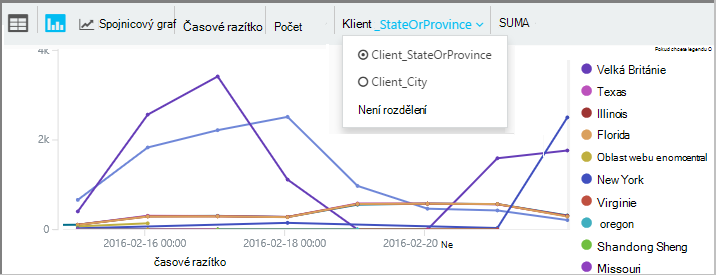 Spojnicový graf
Časové razítko
Počet
Klient _StateOrProvince
SUMA
Client_StateOrProvince
Client_City
Není rozdělení
Pokud chcete legendu O
4k
2k
0
2016-02-16 00:00
2016-02-18 00:00
2016-02-20
Ne
časové razítko
Velká Británie
Texas
Illinois
Florida
Oblast webu enomcentral
New York
Virginie
oregon
Shandong Sheng
Missouri